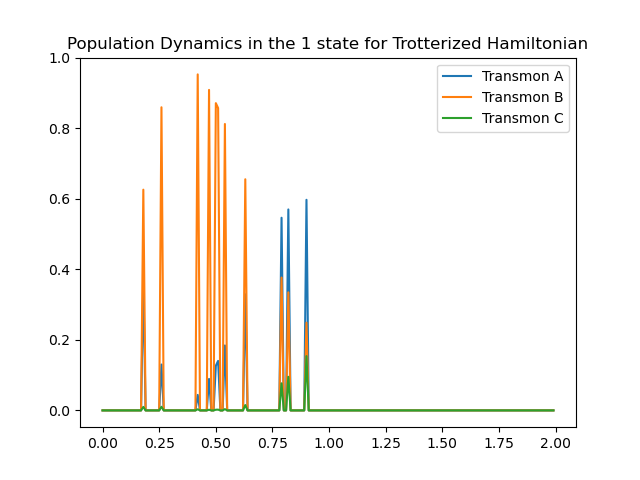 Population Dynamics in the 1 state for Trotterized Hamiltonian
1.0
0.8
0.6
0.4
0.2
0.0
Transmon A
Transmon B
Transmon C
0.00 0.25 0.50 0.75 1.00 1.25 1.50 1.75 2.00